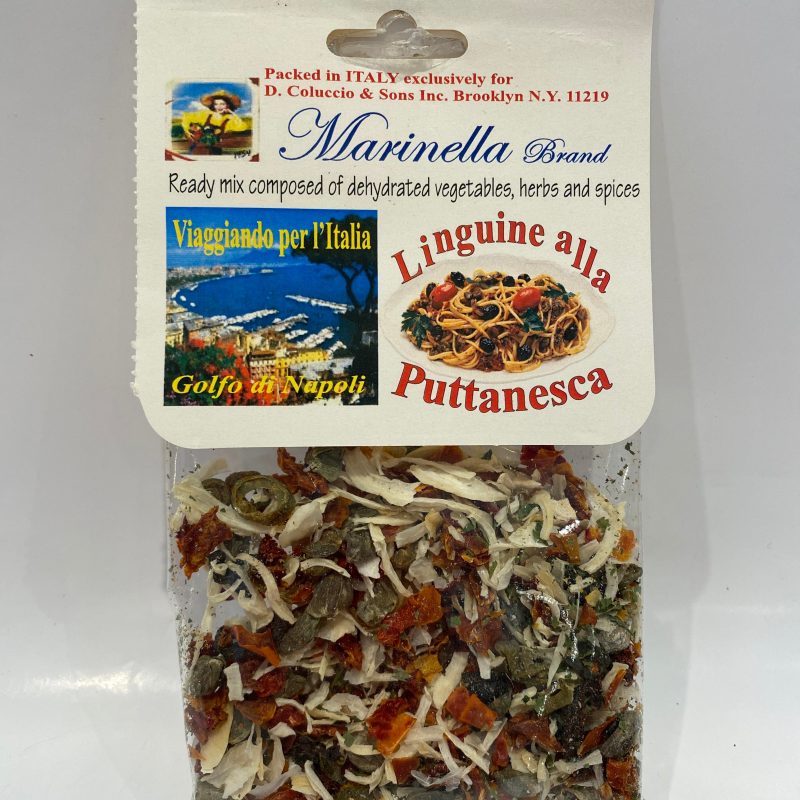 Packed in ITALY exclusively for
D. Coluccio & Sons Inc. Brooklyn N.Y. 11219
Marinella Brand
Ready mix composed of dehydrated vegetables, herbs and spices
Viaggiando per l'Italia
Golfo di Napoli
Linguine alla
Puttanesca